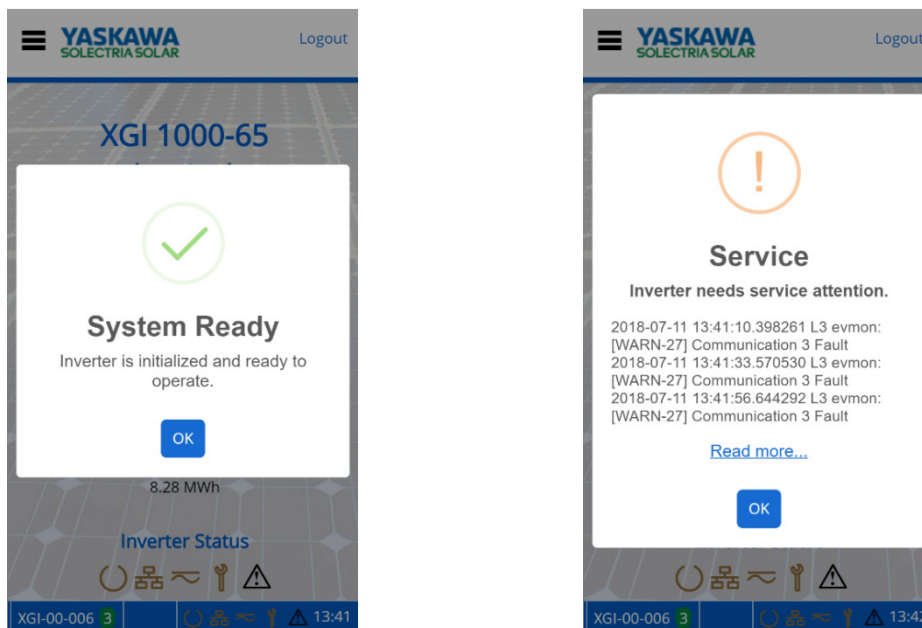 YASKAWA
SOLECTRIA SOLAR
Logout
XGI 1000-65
System Ready
Inverter is initialized and ready to
operate.
OK
8.28 MWh
Inverter Status
XGI-00-006 3
13:41
YASKAWA
SOLECTRIA SOLAR
Logout
!
Service
Inverter needs service attention.
2018-07-11 13:41:10.398261 L3 evmon:
[WARN-27] Communication 3 Fault
2018-07-11 13:41:33.570530 L3 evmon:
[WARN-27] Communication 3 Fault
2018-07-11 13:41:56.644292 L3 evmon:
[WARN-27] Communication 3 Fault
Read more...
OK
XGI-00-006 3